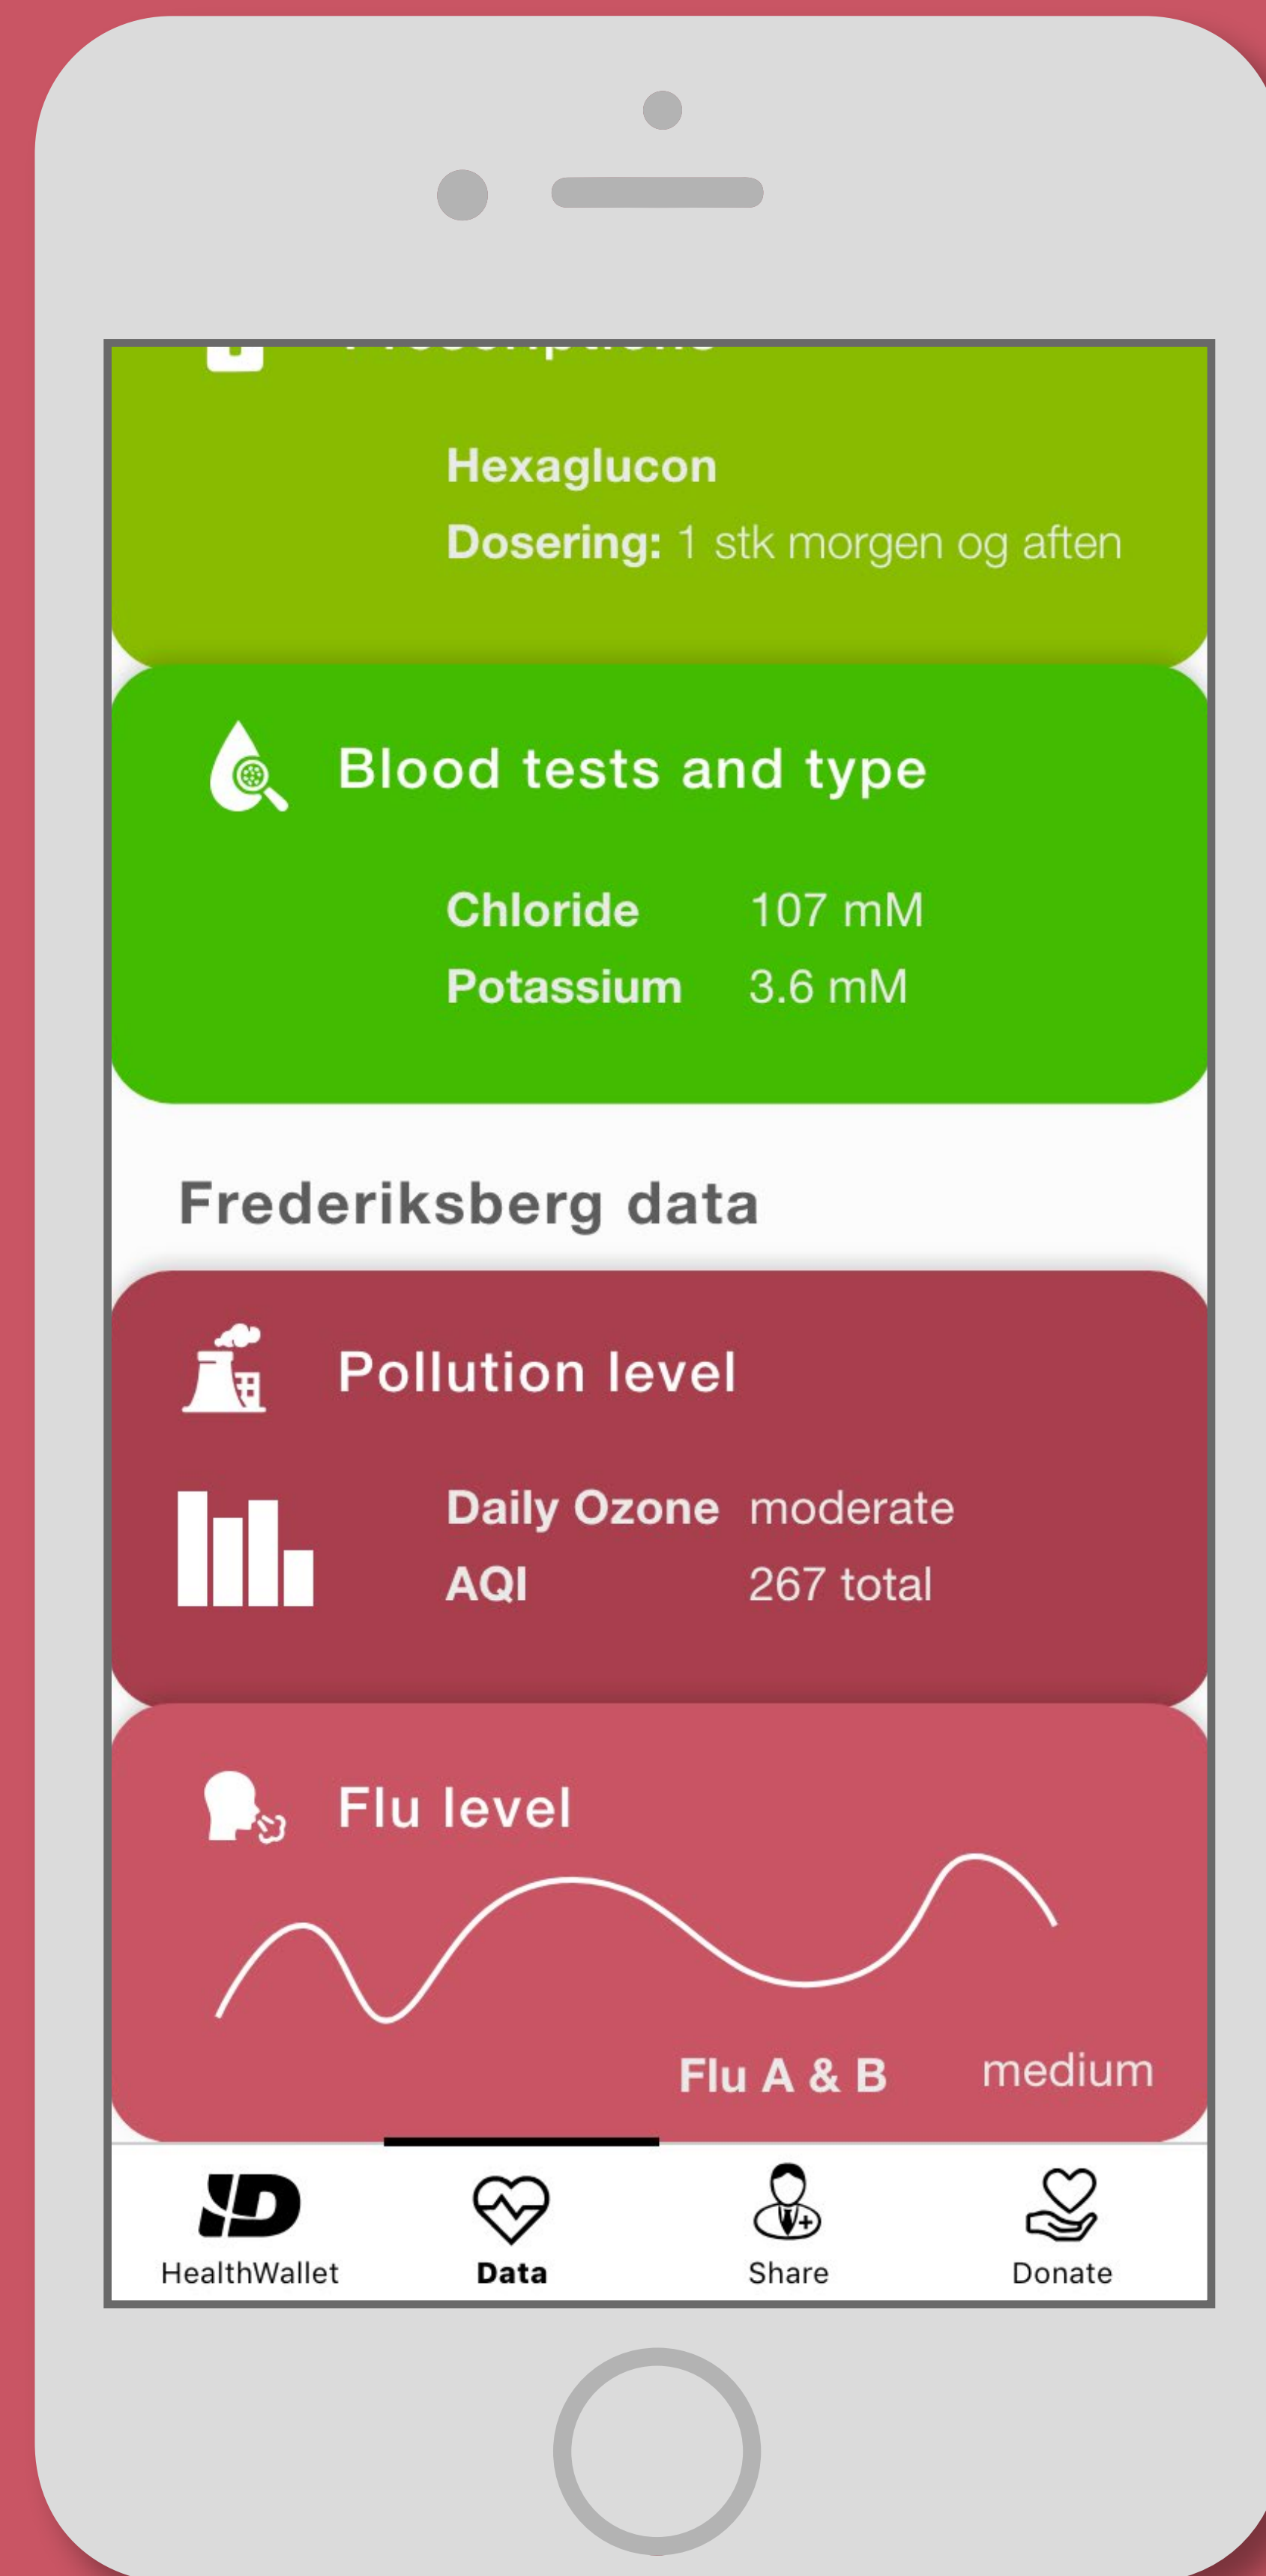 Prescriptions
Hexaglucon
Dosering: 1 stk morgen og aften
Blood tests and type
Chloride 107 mM
Potassium 3.6 mM
Frederiksberg data
Pollution level
Daily Ozone moderate
AQI 267 total
Flu level
Flu A & B medium
HealthWallet Data Share Donate